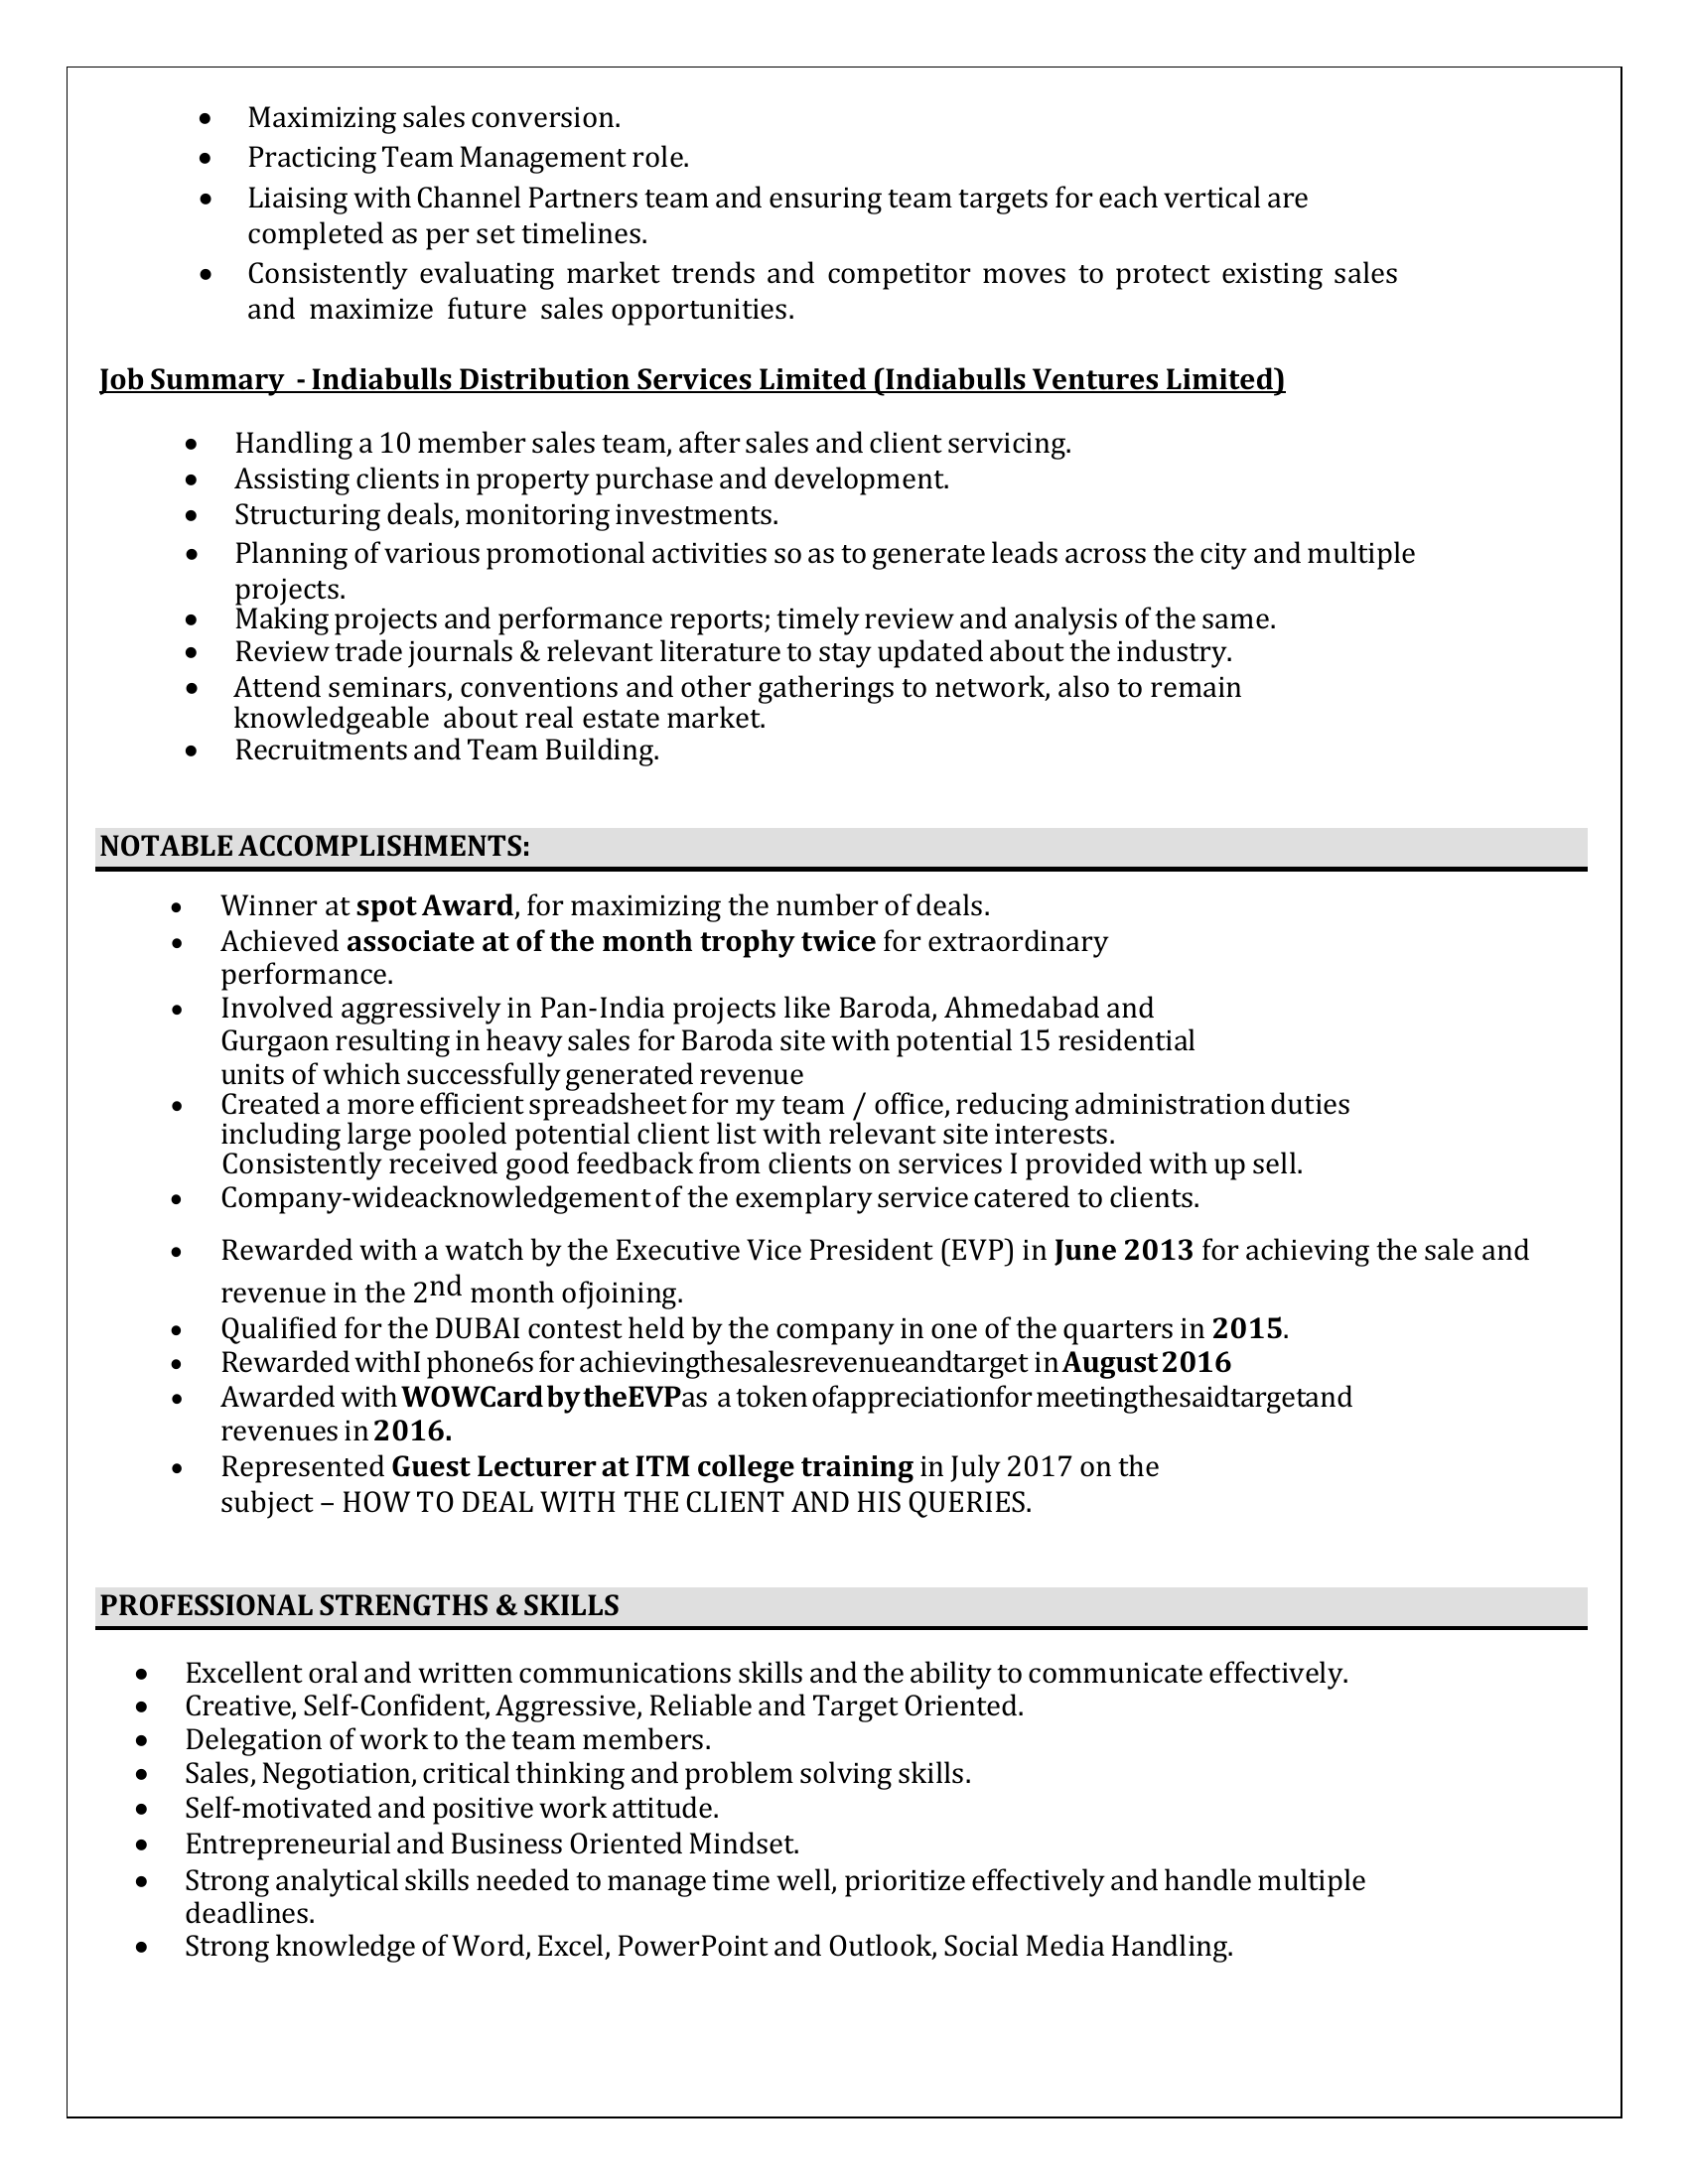 • Maximizing sales conversion.
• Practicing Team Management role.
• Liaising with Channel Partners team and ensuring team targets for each vertical are
completed as per set timelines.
• Consistently evaluating market trends and competitor moves to protect existing sales
and maximize future sales opportunities.
Job Summary - Indiabulls Distribution Services Limited (Indiabulls Ventures Limited)
• Handling a 10 member sales team, after sales and client servicing.
• Assisting clients in property purchase and development.
• Structuring deals, monitoring investments.
• Planning of various promotional activities so as to generate leads across the city and multiple
projects.
• Making projects and performance reports; timely review and analysis of the same.
• Review trade journals & relevant literature to stay updated about the industry.
• Attend seminars, conventions and other gatherings to network, also to remain
knowledgeable about real estate market.
• Recruitments and Team Building.
NOTABLE ACCOMPLISHMENTS:
• Winner at spot Award, for maximizing the number of deals.
• Achieved associate at of the month trophy twice for extraordinary
performance.
• Involved aggressively in Pan-India projects like Baroda, Ahmedabad and
Gurgaon resulting in heavy sales for Baroda site with potential 15 residential
units of which successfully generated revenue
• Created a more efficient spreadsheet for my team / office, reducing administration duties
including large pooled potential client list with relevant site interests.
Consistently received good feedback from clients on services I provided with up sell.
• Company-wideacknowledgement of the exemplary service catered to clients.
• Rewarded with a watch by the Executive Vice President (EVP) in June 2013 for achieving the sale and
revenue in the 2nd month ofjoining.
• Qualified for the DUBAI contest held by the company in one of the quarters in 2015.
• Rewarded withI phone6s for achievingthesalesrevenueandtarget in August 2016
• Awarded with WOWCard by theEVPas a token ofappreciationfor meetingthesaidtargetand
revenues in 2016.
• Represented Guest Lecturer at ITM college training in July 2017 on the
subject – HOW TO DEAL WITH THE CLIENT AND HIS QUERIES.
PROFESSIONAL STRENGTHS & SKILLS
• Excellent oral and written communications skills and the ability to communicate effectively.
• Creative, Self-Confident, Aggressive, Reliable and Target Oriented.
• Delegation of work to the team members.
• Sales, Negotiation, critical thinking and problem solving skills.
• Self-motivated and positive work attitude.
• Entrepreneurial and Business Oriented Mindset.
• Strong analytical skills needed to manage time well, prioritize effectively and handle multiple
deadlines.
• Strong knowledge of Word, Excel, PowerPoint and Outlook, Social Media Handling.